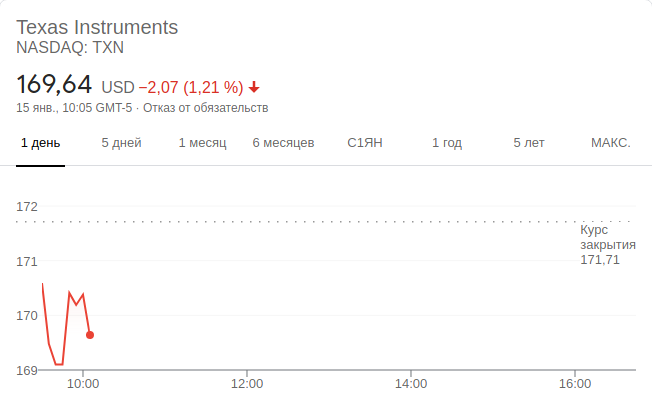 Texas Instruments
NASDAQ: TXN
169,64 USD −2,07 (1,21 %)
15 янв., 10:05 GMT-5 · Отказ от обязательств
1 день 5 дней 1 месяц 6 месяцев С1ЯН 1 год 5 лет МАКС.
172
Курс
закрытия
171,71
171
170
169
10:00 12:00 14:00 16:00